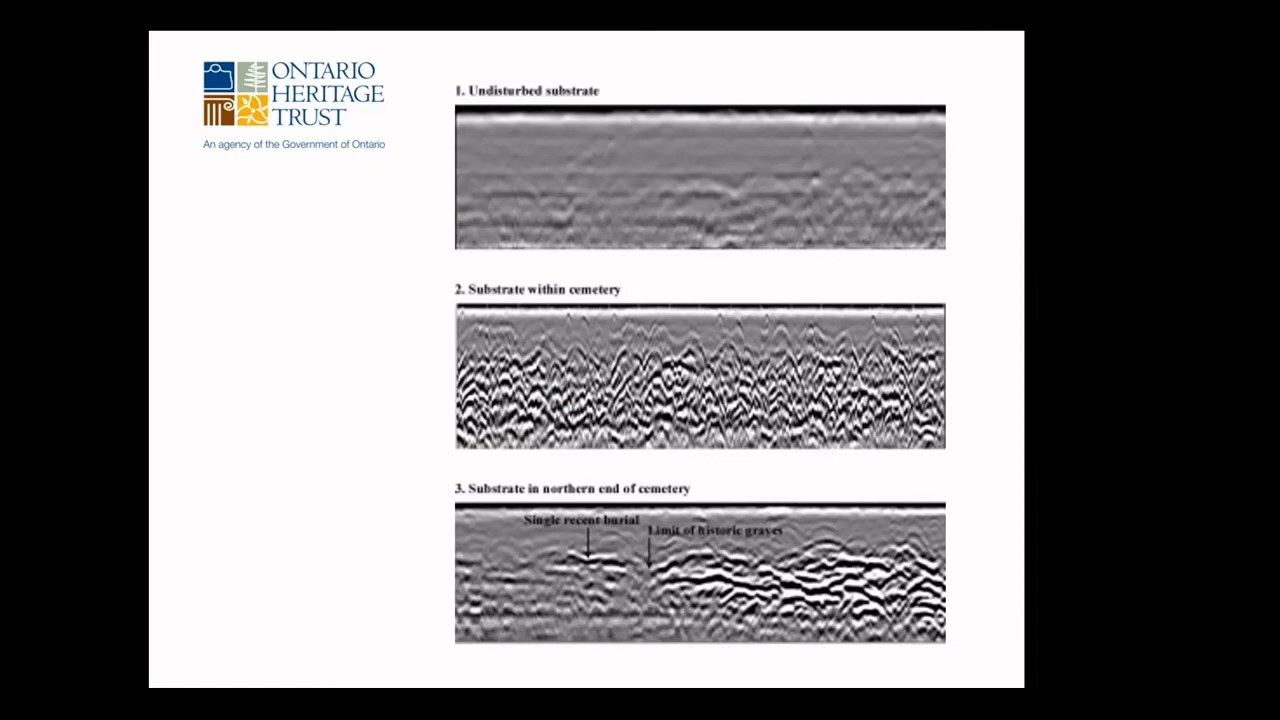 ONTARIO
HERITAGE
TRUST
An agency of the Government of Ontario
1. Undisturbed substrate
2. Substrate within cemetery
3. Substrate in northern end of cemetery
Single recent burial
Limit of historic graves